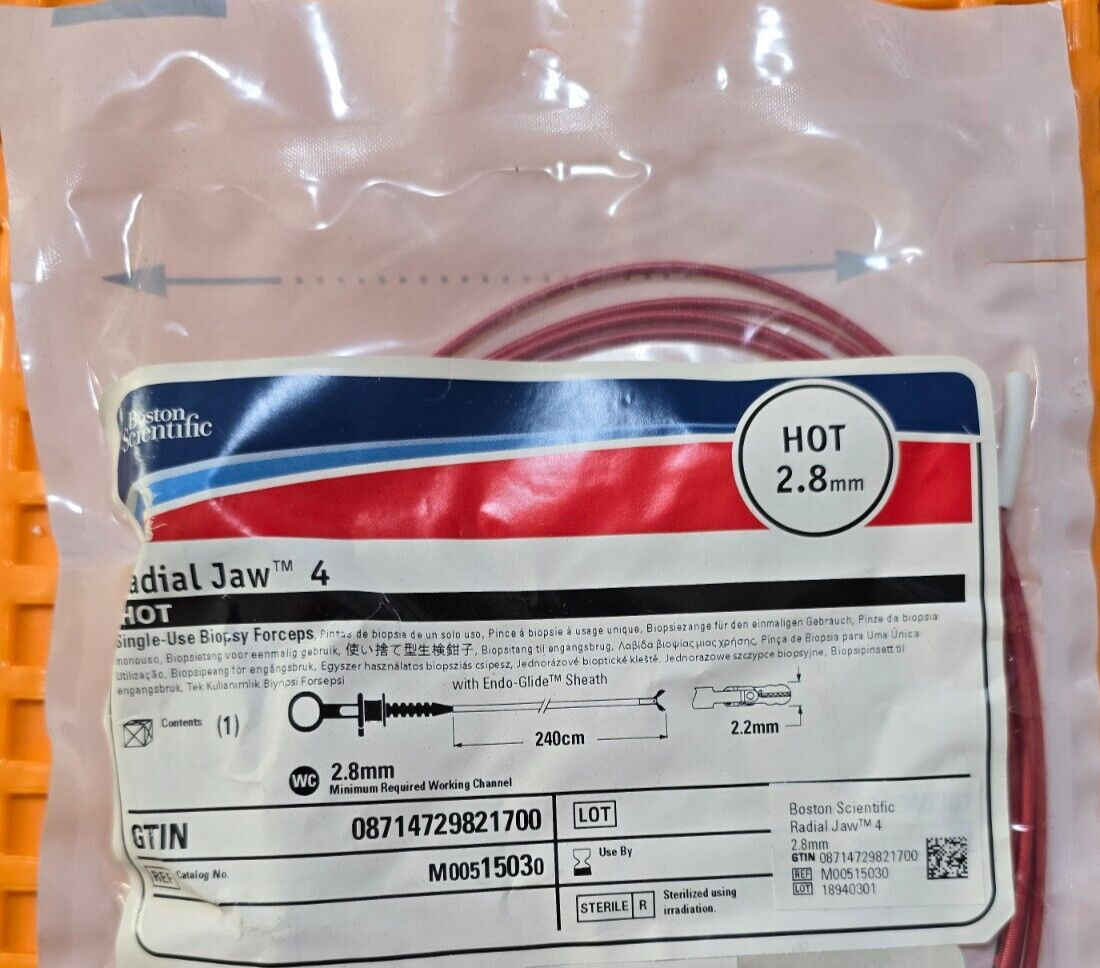 Boston
Scientific
HOT
2.8mm
adial Jaw™ 4
HOT
Single-Use Biopsy Forceps, Pinzas de biopsia de un solo uso, Pince à biopsie à usage unique, Biopsiezange für den einmaligen Gebrauch, Pinze da biopsia
monouso, Biopsietang voor eenmalig gebruik, 使い捨て型生検鉗子, Biopsitang til engangsbrug, Λαβίδα βιοψίας μιας χρήσης, Pinça de Biopsia para Uma Única
Utilização, Biopsipeang för engångsbruk, Egyszer használatos biopsziás csipesz, Jednorázové bioptické kleště, Jednorazowe szczypce biopsyjne, Biopsipinsett til
engangsbruk, Tek Kullanımlık Biyopsi Forsepsi
with Endo-Glide™ Sheath
Contents (1)
240cm
2.2mm
WC 2.8mm
Minimum Required Working Channel
GTIN 08714729821700
REF Catalog No. M00515030
LOT
Use By
STERILE R Sterilized using
irradiation.
Boston Scientific
Radial Jaw™ 4
2.8mm
GTIN 08714729821700
REF M00515030
LOT 18940301